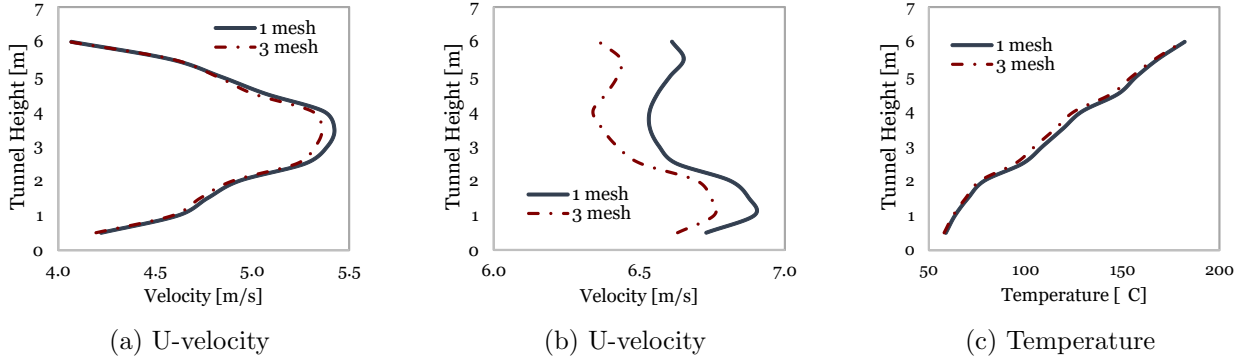 7
6
5
4
3
2
1
0
Tunnel Height [m]
1 mesh
3 mesh
4.0 4.5 5.0 5.5
Velocity [m/s]
(a) U-velocity
7
6
5
4
3
2
1
0
Tunnel Height [m]
1 mesh
3 mesh
6.0 6.5 7.0
Velocity [m/s]
(b) U-velocity
7
6
5
4
3
2
1
0
Tunnel Height [m]
1 mesh
3 mesh
50 100 150 200
Temperature [ C]
(c) Temperature